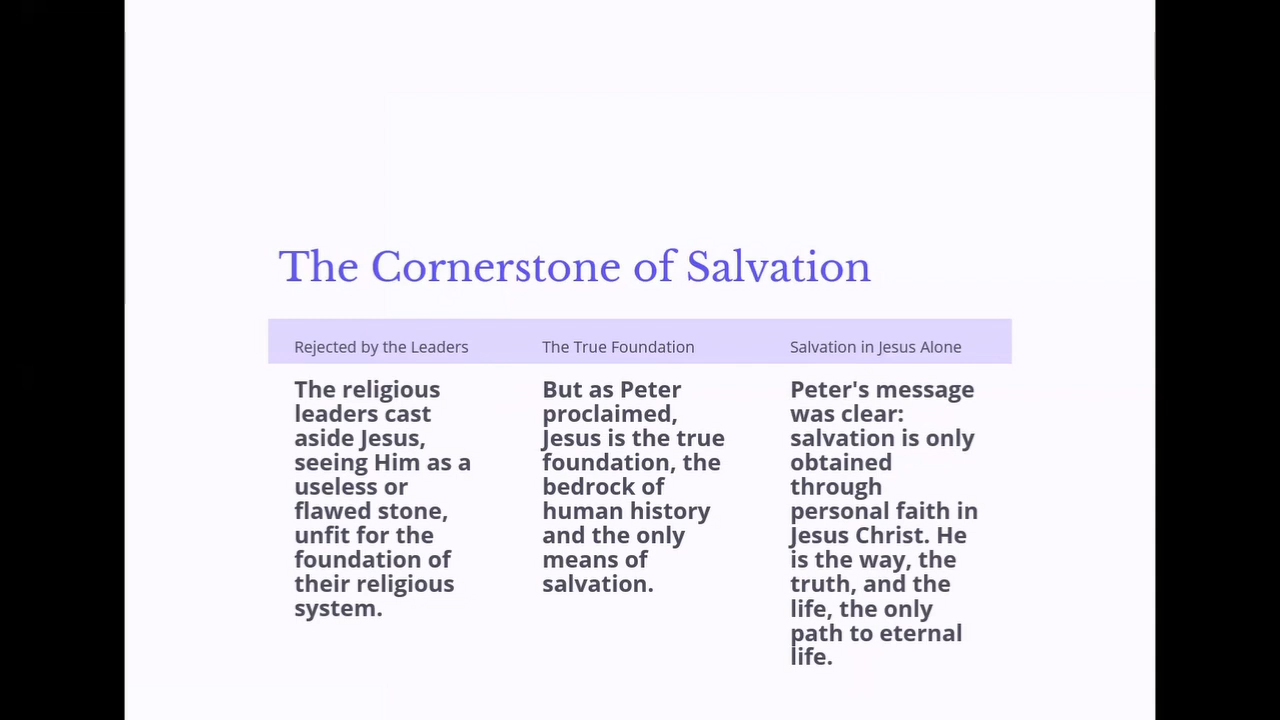 The Cornerstone of Salvation
Rejected by the Leaders
The religious
leaders cast
aside Jesus,
seeing Him as a
useless or
flawed stone,
unfit for the
foundation of
their religious
system.
The True Foundation
But as Peter
proclaimed,
Jesus is the true
foundation, the
bedrock of
human history
and the only
means of
salvation.
Salvation in Jesus Alone
Peter's message
was clear:
salvation is only
obtained
through
personal faith in
Jesus Christ. He
is the way, the
truth, and the
life, the only
path to eternal
life.